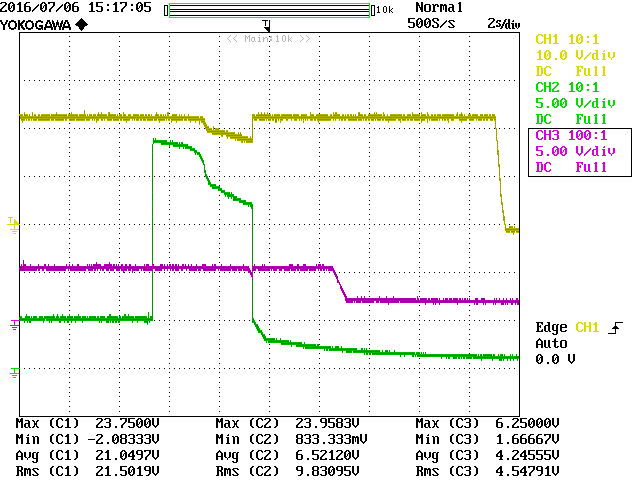 2016/07/06 15:17:05 10k Normal
YOKOGAWA ◆ 500S/s 2s/div
<< Main:10k >>
CH1 10:1
10.0 V/div
DC Full
CH2 10:1
5.00 V/div
DC Full
CH3 100:1
5.00 V/div
DC Full
Edge CH1
Auto
0.0 V
Max (C1) 23.7500V Max (C2) 23.9583V Max (C3) 6.25000V
Min (C1) -2.08333V Min (C2) 833.333mV Min (C3) 1.66667V
Avg (C1) 21.0497V Avg (C2) 6.52120V Avg (C3) 4.24555V
Rms (C1) 21.5019V Rms (C2) 9.83095V Rms (C3) 4.54791V